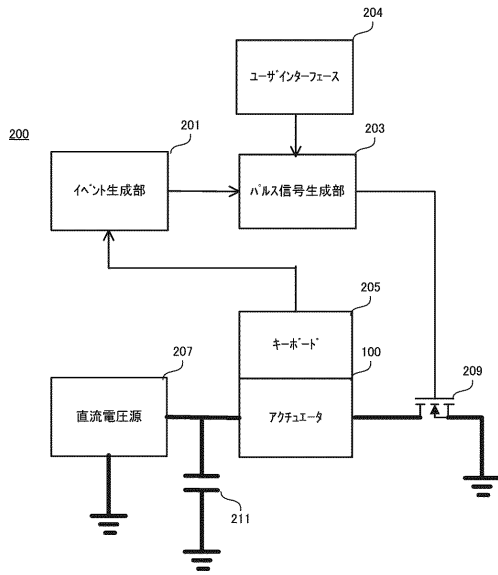 204
ユーザインターフェース
200
201
203
イベント生成部
パルス信号生成部
205
キーボード
207
100
209
直流電圧源
アクチュエータ
211